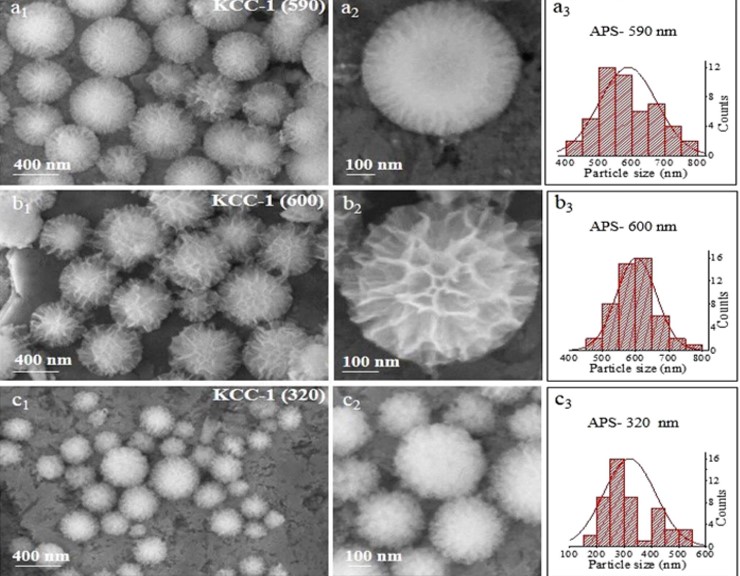 a1
KCC-1 (590)
400 nm
a2
100 nm
a3
APS- 590 nm
12
8
4
0
Counts
400 500 600 700 800
Particle size (nm)
b1
KCC-1 (600)
400 nm
b2
100 nm
b3
APS- 600 nm
16
12
8
4
0
Counts
400 500 600 700 800
Particle size (nm)
c1
KCC-1 (320)
400 nm
c2
100 nm
c3
APS- 320 nm
16
12
8
4
0
Counts
100 200 300 400 500 600
Particle size (nm)